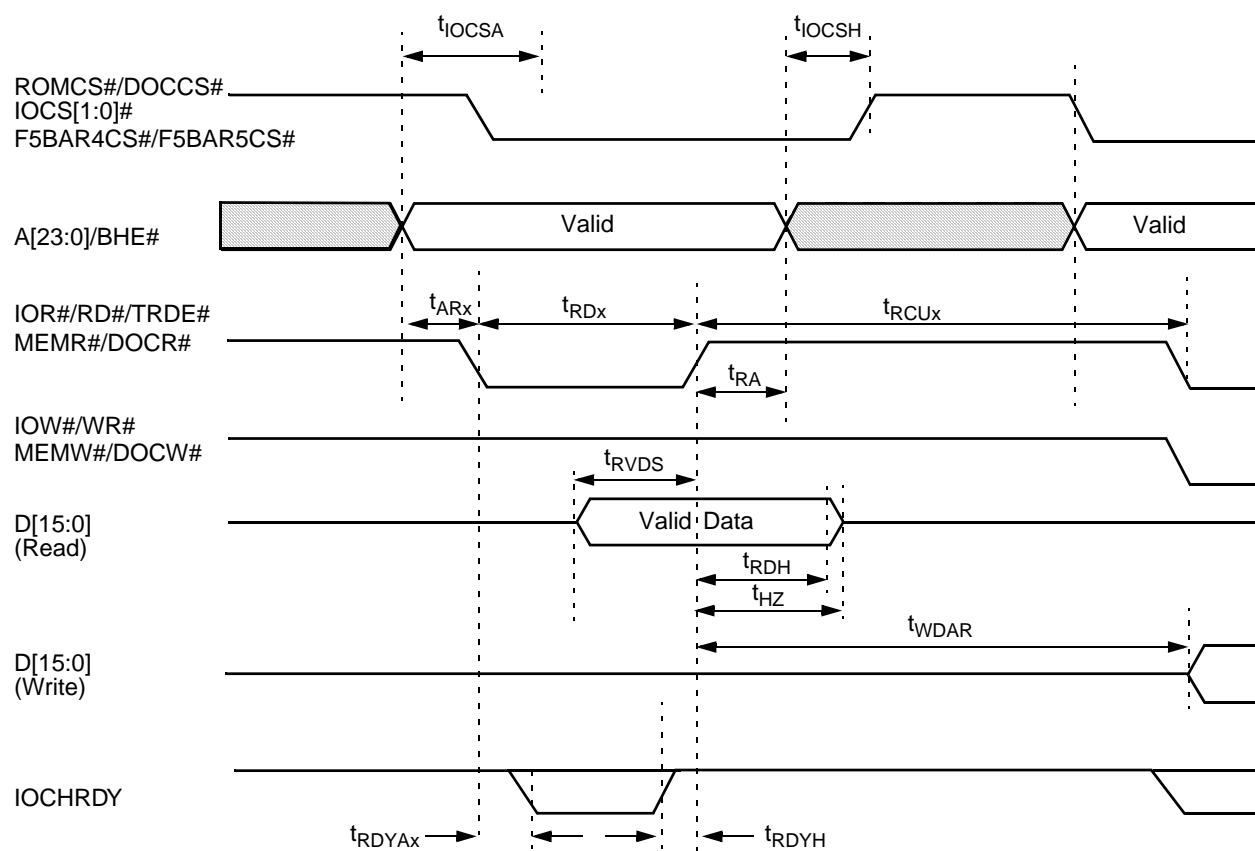 tIOCSA
tIOCSH
ROMCS#/DOCCS#
IOCS[1:0]#
F5BAR4CS#/F5BAR5CS#
A[23:0]/BHE#
Valid
Valid
IOR#/RD#/TRDE#
MEMR#/DOCR#
tARx
tRDx
tRCUx
tRA
IOW#/WR#
MEMW#/DOCW#
tRVDS
D[15:0]
(Read)
Valid Data
tRDH
tHZ
tWDAR
D[15:0]
(Write)
IOCHRDY
tRDYAx
tRDYH